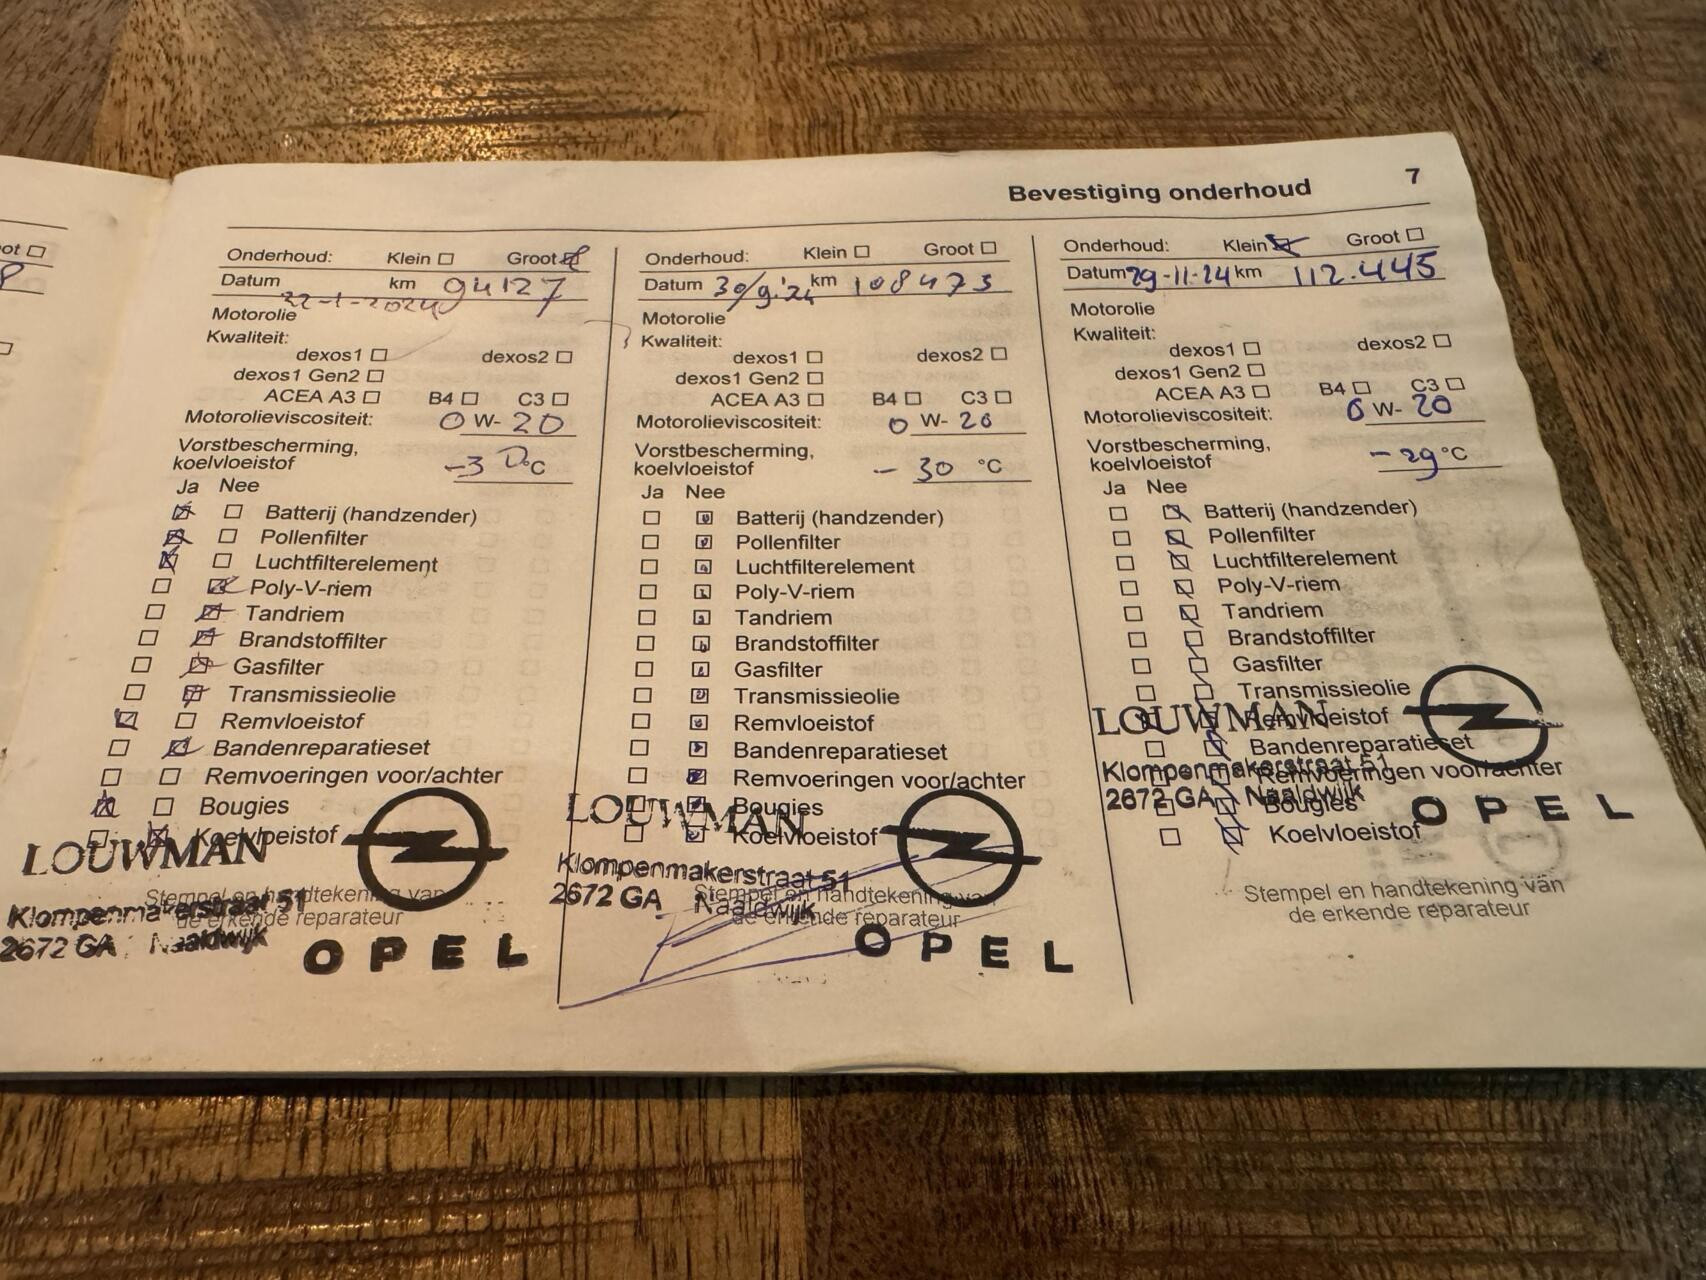 Bevestiging onderhoud 7
ot
Onderhoud: Klein Groot
Datum 22-1-2024 km 94127
Motorolie
Kwaliteit:
dexos1 dexos2
dexos1 Gen2
ACEA A3 B4 C3
Motorolieviscositeit: 0 W- 20
Vorstbescherming,
koelvloeistof -30 °C
Ja Nee
Batterij (handzender)
Pollenfilter
Luchtfilterelement
Poly-V-riem
Tandriem
Brandstoffilter
Gasfilter
Transmissieolie
Remvloeistof
Bandenreparatieset
Remvoeringen voor/achter
Bougies
Koelvloeistof
LOUWMAN
Stempel en handtekening van
de erkende reparateur
Klompenmakerstraat 51
2672 GA Naaldwijk
OPEL
Onderhoud: Klein Groot
Datum 30/9'24 km 108473
Motorolie
Kwaliteit:
dexos1 dexos2
dexos1 Gen2
ACEA A3 B4 C3
Motorolieviscositeit: 0 W- 20
Vorstbescherming,
koelvloeistof - 30 °C
Ja Nee
Batterij (handzender)
Pollenfilter
Luchtfilterelement
Poly-V-riem
Tandriem
Brandstoffilter
Gasfilter
Transmissieolie
Remvloeistof
Bandenreparatieset
Remvoeringen voor/achter
Bougies
Koelvloeistof
LOUWMAN
Klompenmakerstraat 51
2672 GA Naaldwijk
Stempel en handtekening van
de erkende reparateur
OPEL
Onderhoud: Klein Groot
Datum 29-11-24 km 112.445
Motorolie
Kwaliteit:
dexos1 dexos2
dexos1 Gen2
ACEA A3 B4 C3
Motorolieviscositeit: 0 W- 20
Vorstbescherming,
koelvloeistof -29 °C
Ja Nee
Batterij (handzender)
Pollenfilter
Luchtfilterelement
Poly-V-riem
Tandriem
Brandstoffilter
Gasfilter
Transmissieolie
Remvloeistof
Bandenreparatieset
Remvoeringen voor/achter
Bougies
Koelvloeistof
LOUWMAN
Klompenmakerstraat 51
2672 GA Naaldwijk
OPEL
Stempel en handtekening van
de erkende reparateur